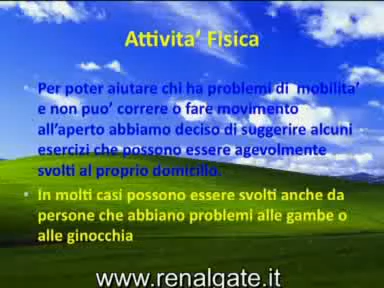 Attivita' Fisica
Per poter aiutare chi ha problemi di mobilita'
e non puo' correre o fare movimento
all'aperto abbiamo deciso di suggerire alcuni
esercizi che possono essere agevolmente
svolti al proprio domicilio.
In molti casi possono essere svolti anche da
persone che abbiano problemi alle gambe o
alle ginocchia
www.renalgate.it